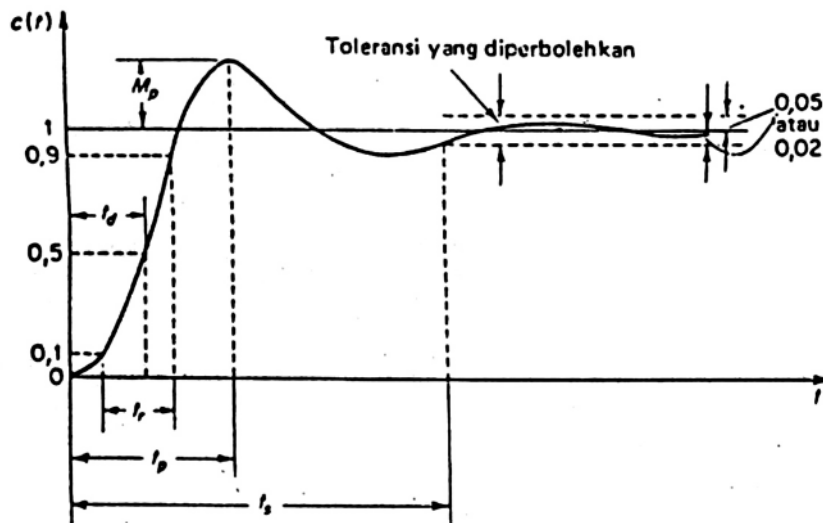 c(t)
Toleransi yang diperbolehkan
M_p
1
0,05
atau
0,02
0,9
t_d
0,5
0,1
0
t
t_r
t_p
t_s